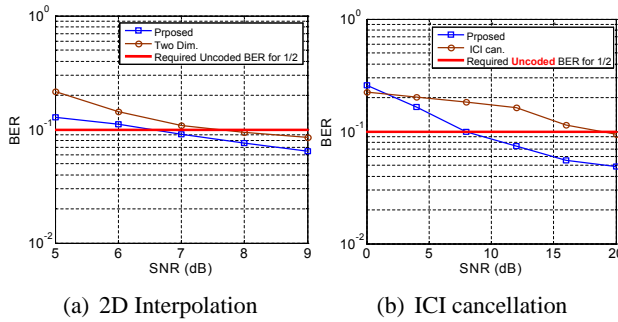 10^0
10^-1
10^-2
BER
5 6 7 8 9
SNR (dB)
Prposed
Two Dim.
Required Uncoded BER for 1/2
(a) 2D Interpolation
10^0
10^-1
10^-2
BER
0 5 10 15 20
SNR (dB)
Prposed
ICI can.
Required Uncoded BER for 1/2
(b) ICI cancellation